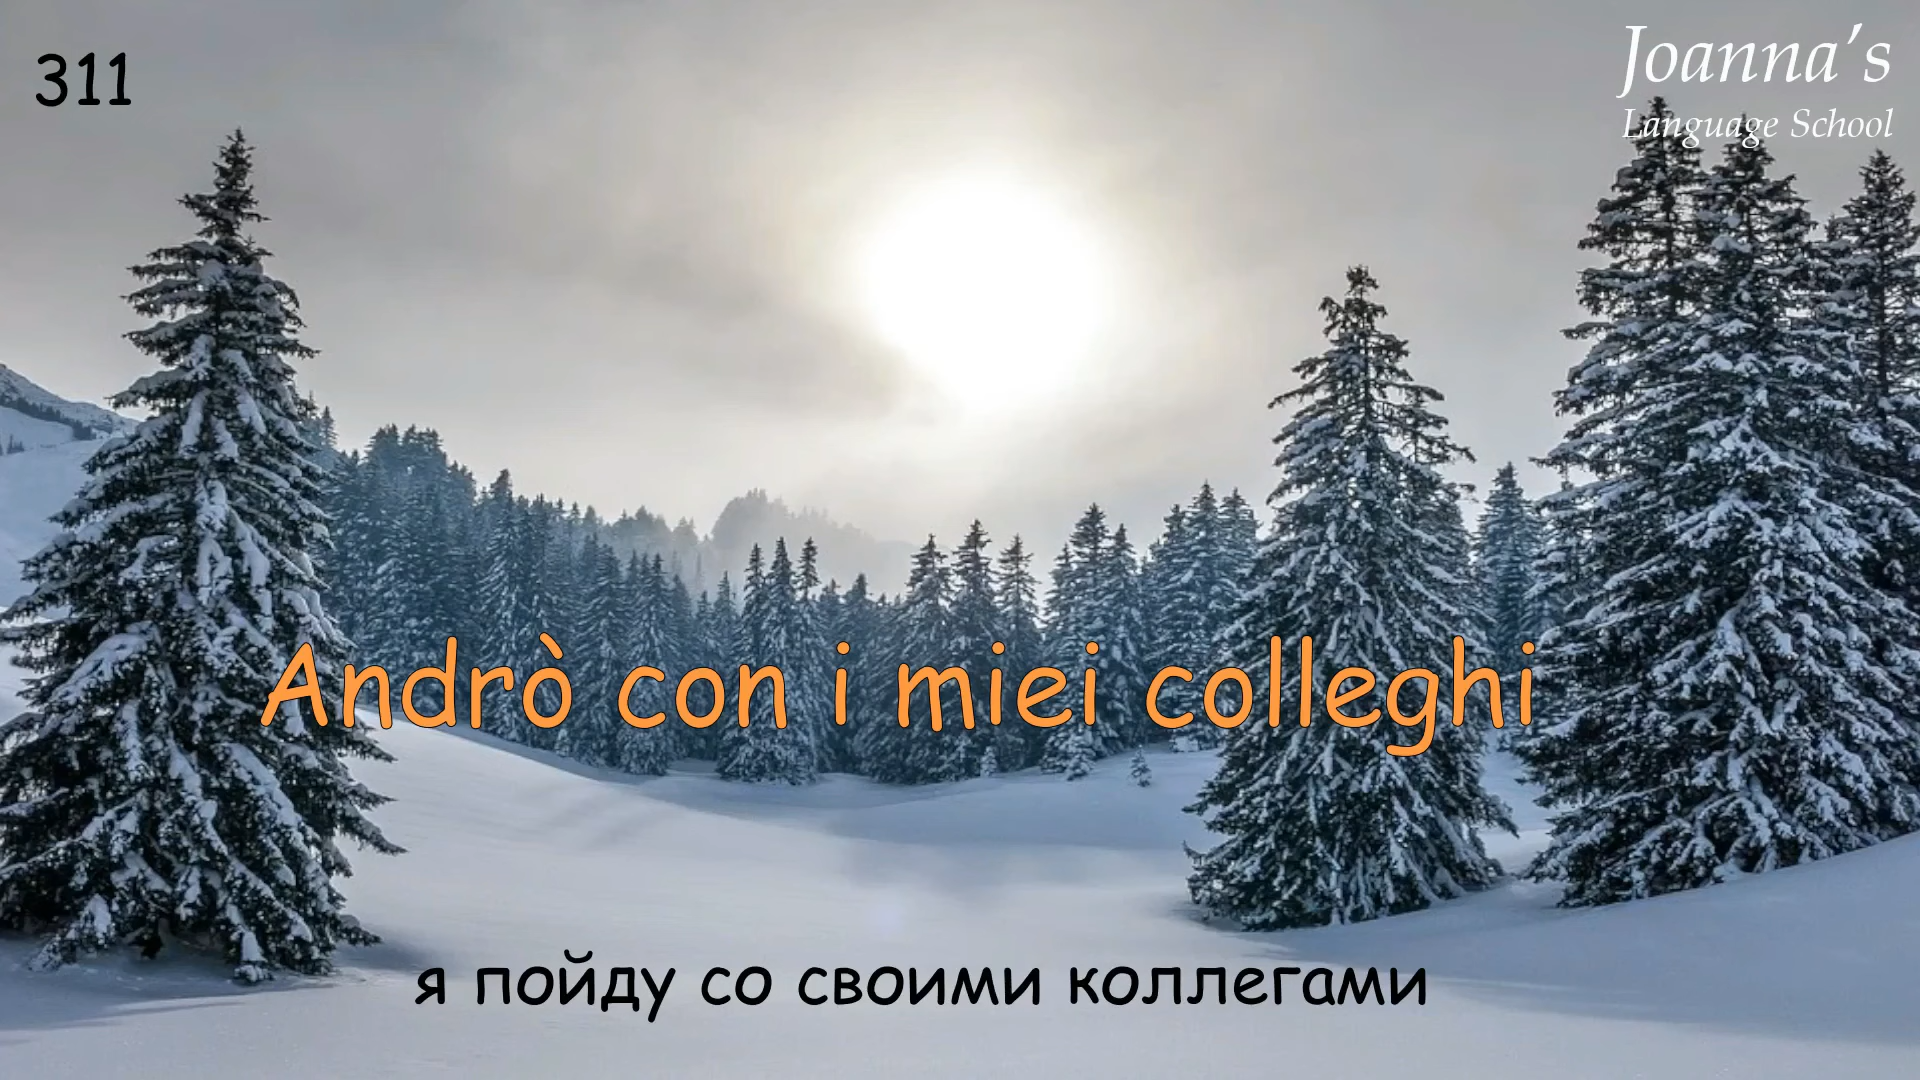 311
Joanna's
Language School
Andrò con i miei colleghi
я пойду со своими коллегами